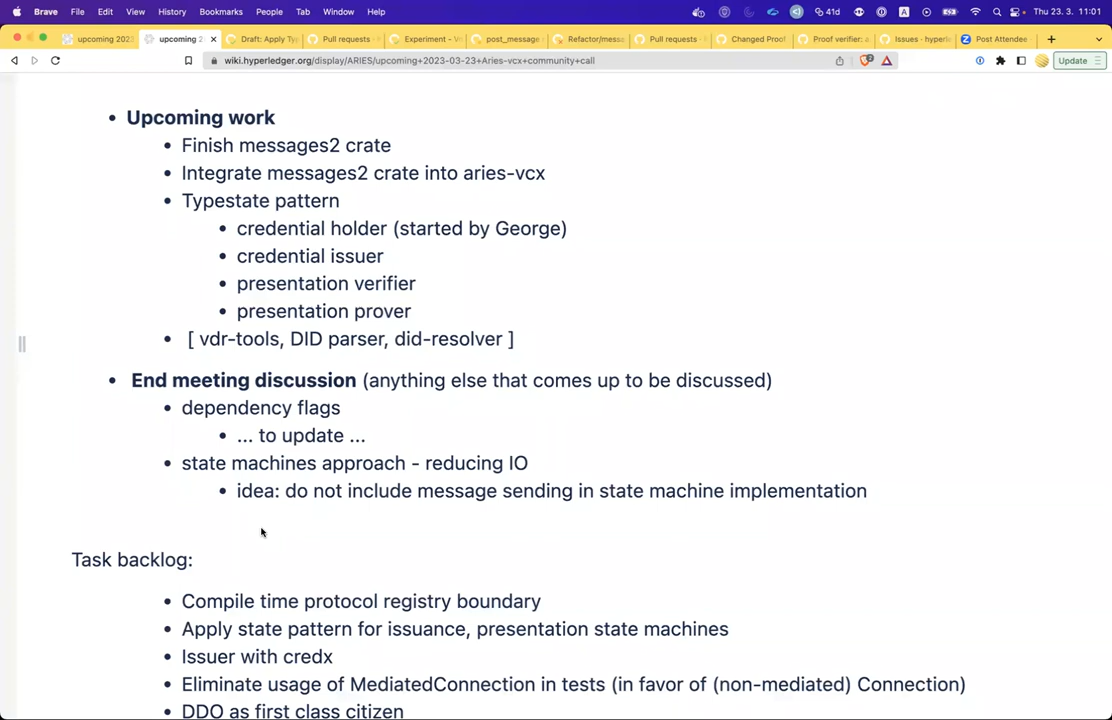 Brave File Edit View History Bookmarks People Tab Window Help 41d A Thu 23. 3. 11:01
upcoming 2023 upcoming 2 Draft: Apply Typ Pull requests · Experiment – V post_message Refactor/mess Pull requests · Changed Proof Proof verifier: a Issues · hyperle Post Attendee
wiki.hyperledger.org/display/ARIES/upcoming+2023-03-23+Aries-vcx+community+call 2 Update
• Upcoming work
• Finish messages2 crate
• Integrate messages2 crate into aries-vcx
• Typestate pattern
• credential holder (started by George)
• credential issuer
• presentation verifier
• presentation prover
• [ vdr-tools, DID parser, did-resolver ]
• End meeting discussion (anything else that comes up to be discussed)
• dependency flags
• ... to update ...
• state machines approach - reducing IO
• idea: do not include message sending in state machine implementation
Task backlog:
• Compile time protocol registry boundary
• Apply state pattern for issuance, presentation state machines
• Issuer with credx
• Eliminate usage of MediatedConnection in tests (in favor of (non-mediated) Connection)
• DDO as first class citizen